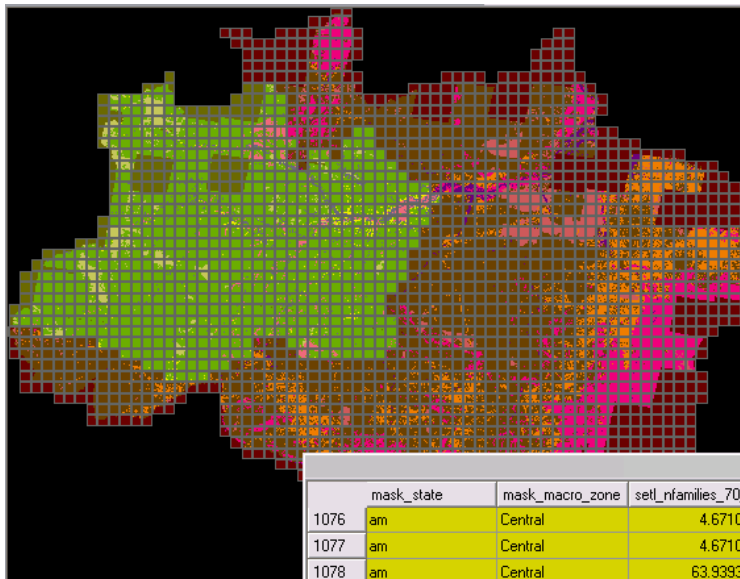 mask_state mask_macro_zone setl_nfamilies_70
1076 am Central 4.6710
1077 am Central 4.6710
1078 am Central 63.9393